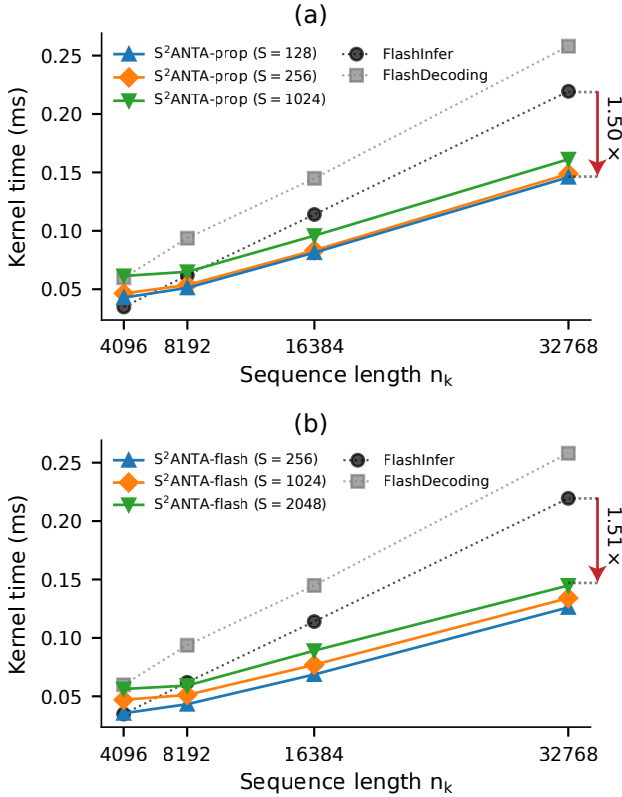 (a)
0.25
0.20
0.15
0.10
0.05
Kernel time (ms)
S²ANTA-prop (S = 128)
S²ANTA-prop (S = 256)
S²ANTA-prop (S = 1024)
FlashInfer
FlashDecoding
1.50 ×
4096 8192 16384 32768
Sequence length nₖ
(b)
0.25
0.20
0.15
0.10
0.05
Kernel time (ms)
S²ANTA-flash (S = 256)
S²ANTA-flash (S = 1024)
S²ANTA-flash (S = 2048)
FlashInfer
FlashDecoding
1.51 ×
4096 8192 16384 32768
Sequence length nₖ